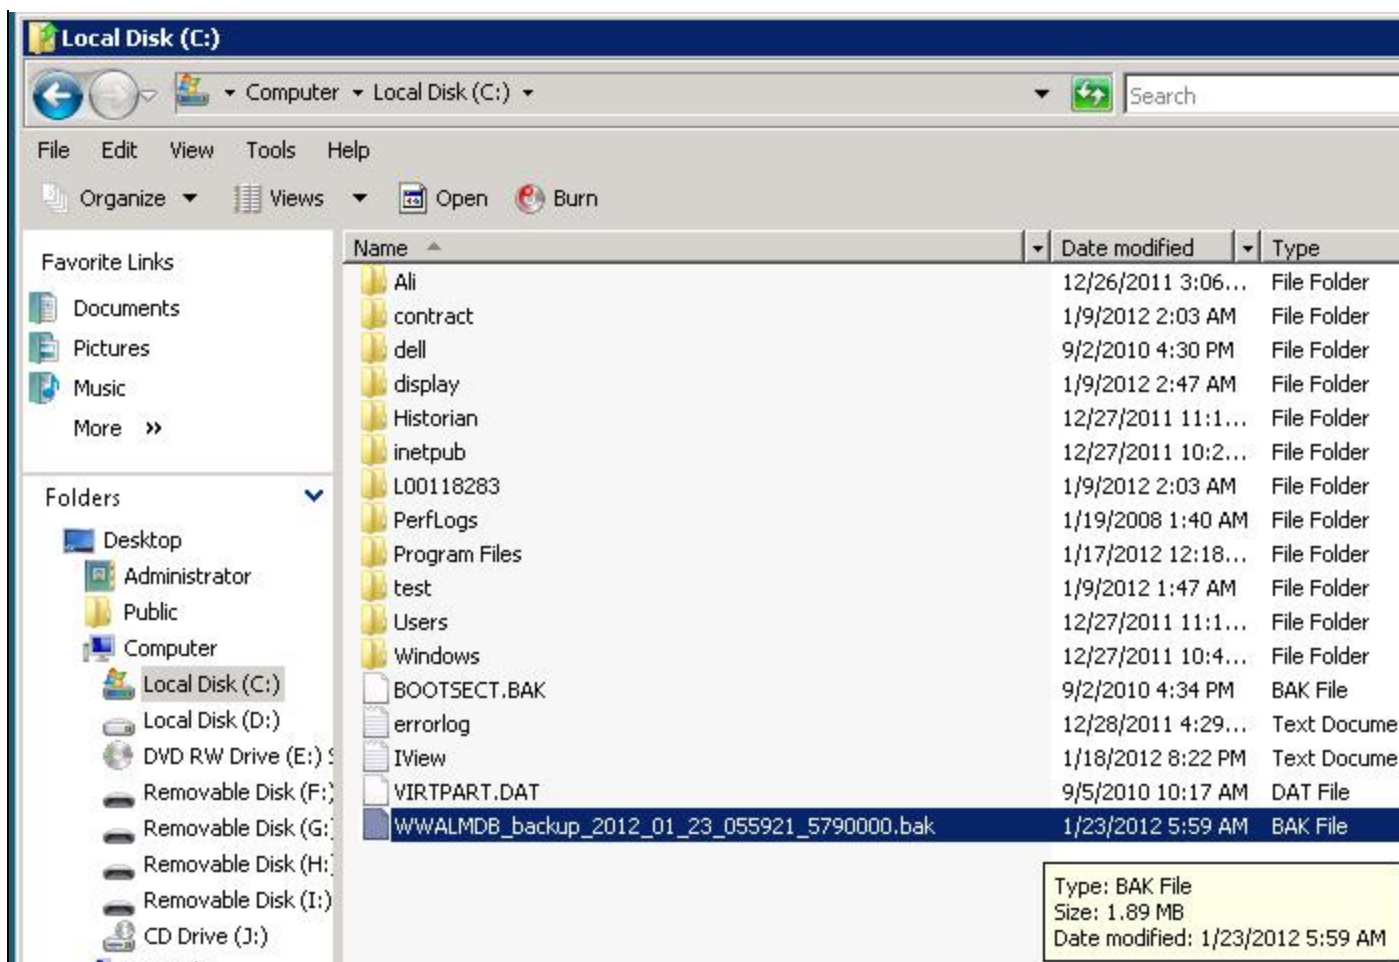 Local Disk (C:)
Computer Local Disk (C:)
Search
File Edit View Tools Help
Organize Views Open Burn
Favorite Links
Documents
Pictures
Music
More »
Folders
Desktop
Administrator
Public
Computer
Local Disk (C:)
Local Disk (D:)
DVD RW Drive (E:) S
Removable Disk (F:)
Removable Disk (G:
Removable Disk (H:
Removable Disk (I:)
CD Drive (J:)
Name Date modified Type
Ali 12/26/2011 3:06... File Folder
contract 1/9/2012 2:03 AM File Folder
dell 9/2/2010 4:30 PM File Folder
display 1/9/2012 2:47 AM File Folder
Historian 12/27/2011 11:1... File Folder
inetpub 12/27/2011 10:2... File Folder
L00118283 1/9/2012 2:03 AM File Folder
PerfLogs 1/19/2008 1:40 AM File Folder
Program Files 1/17/2012 12:18... File Folder
test 1/9/2012 1:47 AM File Folder
Users 12/27/2011 11:1... File Folder
Windows 12/27/2011 10:4... File Folder
BOOTSECT.BAK 9/2/2010 4:34 PM BAK File
errorlog 12/28/2011 4:29... Text Docume
IView 1/18/2012 8:22 PM Text Docume
VIRTPART.DAT 9/5/2010 10:17 AM DAT File
WWALMDB_backup_2012_01_23_055921_5790000.bak 1/23/2012 5:59 AM BAK File
Type: BAK File
Size: 1.89 MB
Date modified: 1/23/2012 5:59 AM